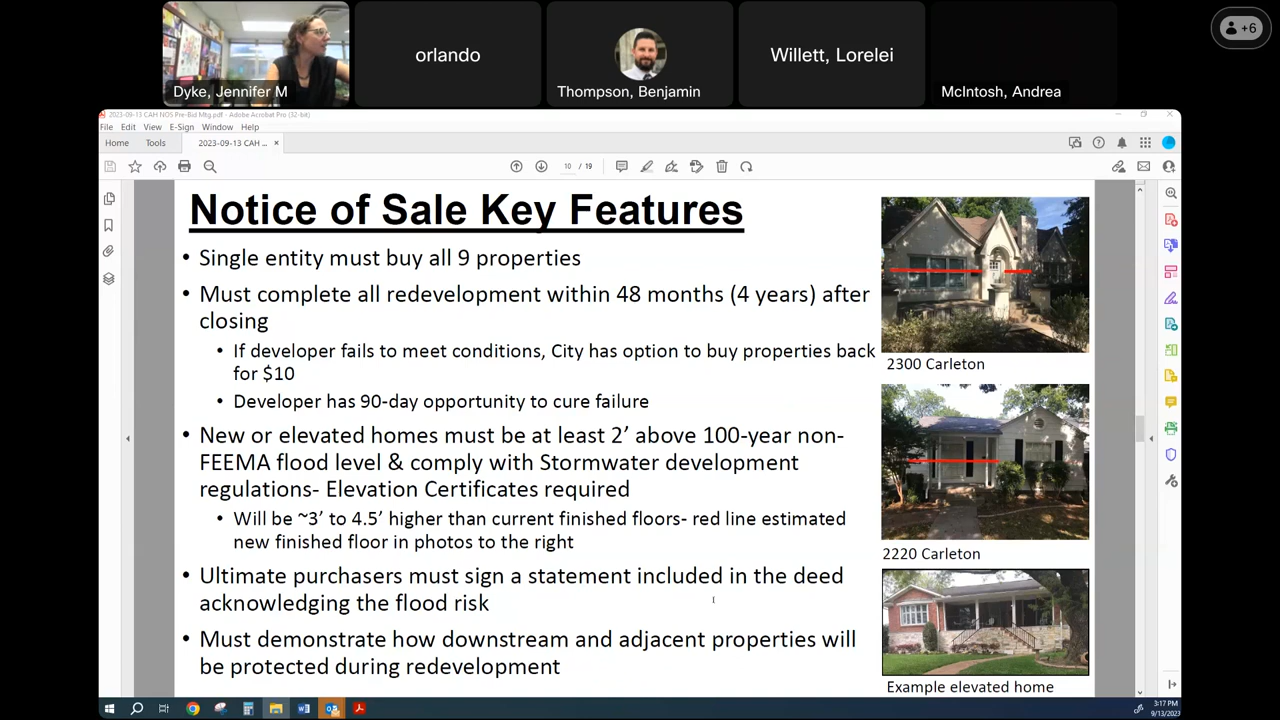 orlando
Willett, Lorelei
+6
Dyke, Jennifer M
Thompson, Benjamin
McIntosh, Andrea
2023-09-13 CAH NOS Pre-Bid Mtg.pdf - Adobe Acrobat Pro (32-bit)
File Edit View E-Sign Window Help
Home Tools 2023-09-13 CAH ... ×
10 / 19
Notice of Sale Key Features
• Single entity must buy all 9 properties
• Must complete all redevelopment within 48 months (4 years) after
closing
• If developer fails to meet conditions, City has option to buy properties back
for $10
• Developer has 90-day opportunity to cure failure
• New or elevated homes must be at least 2’ above 100-year non-
FEEMA flood level & comply with Stormwater development
regulations- Elevation Certificates required
• Will be ~3’ to 4.5’ higher than current finished floors- red line estimated
new finished floor in photos to the right
• Ultimate purchasers must sign a statement included in the deed
acknowledging the flood risk
• Must demonstrate how downstream and adjacent properties will
be protected during redevelopment
2300 Carleton
2220 Carleton
Example elevated home
3:17 PM
9/13/2023